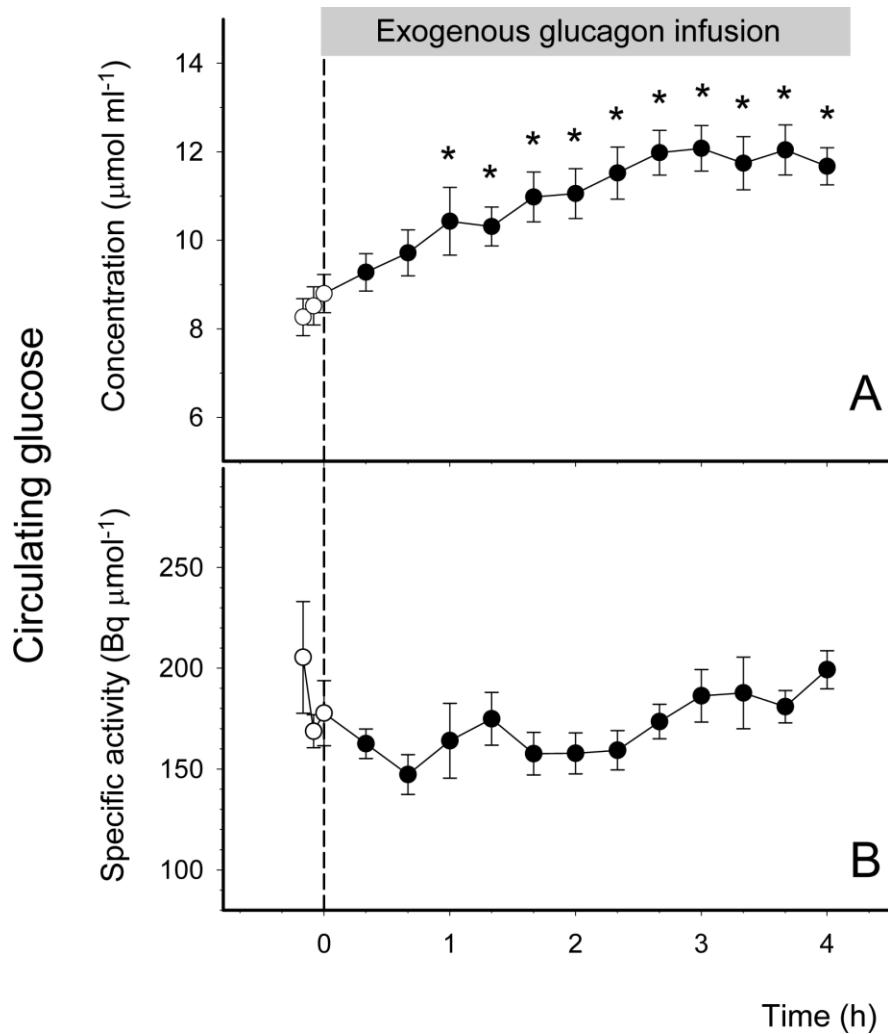 Exogenous glucagon infusion
Circulating glucose
Concentration (μmol ml⁻¹)
14
12
10
8
6
* * * * * * * * * *
A
Specific activity (Bq μmol⁻¹)
250
200
150
100
B
0 1 2 3 4
Time (h)